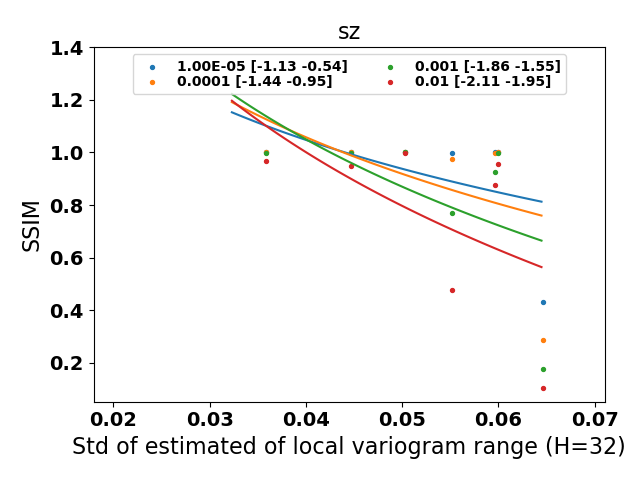 sz
1.00E-05 [-1.13 -0.54]
0.0001 [-1.44 -0.95]
0.001 [-1.86 -1.55]
0.01 [-2.11 -1.95]
SSIM
1.4
1.2
1.0
0.8
0.6
0.4
0.2
0.02 0.03 0.04 0.05 0.06 0.07
Std of estimated of local variogram range (H=32)